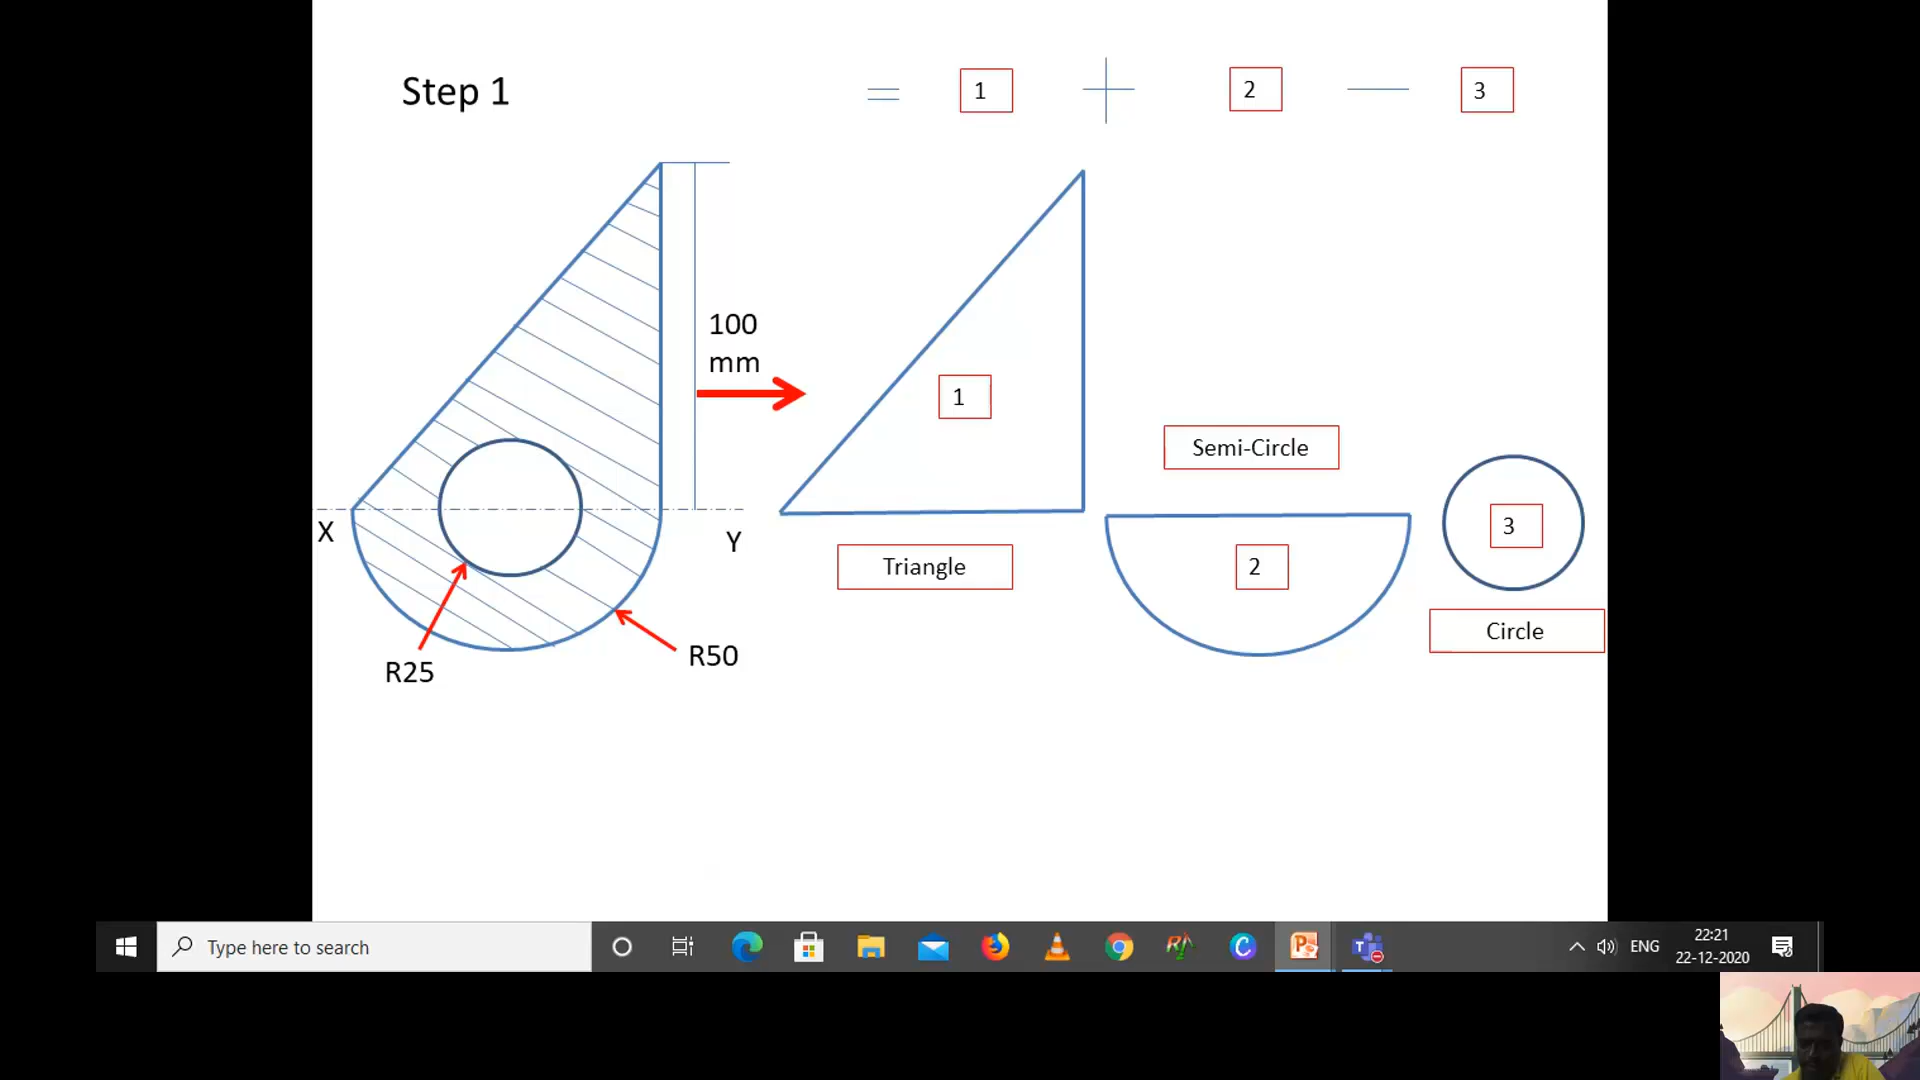 Step 1
= 1 + 2 — 3
100
mm
1
Semi-Circle
3
X
Y
Triangle
2
Circle
R25
R50
Type here to search
ENG
22:21
22-12-2020